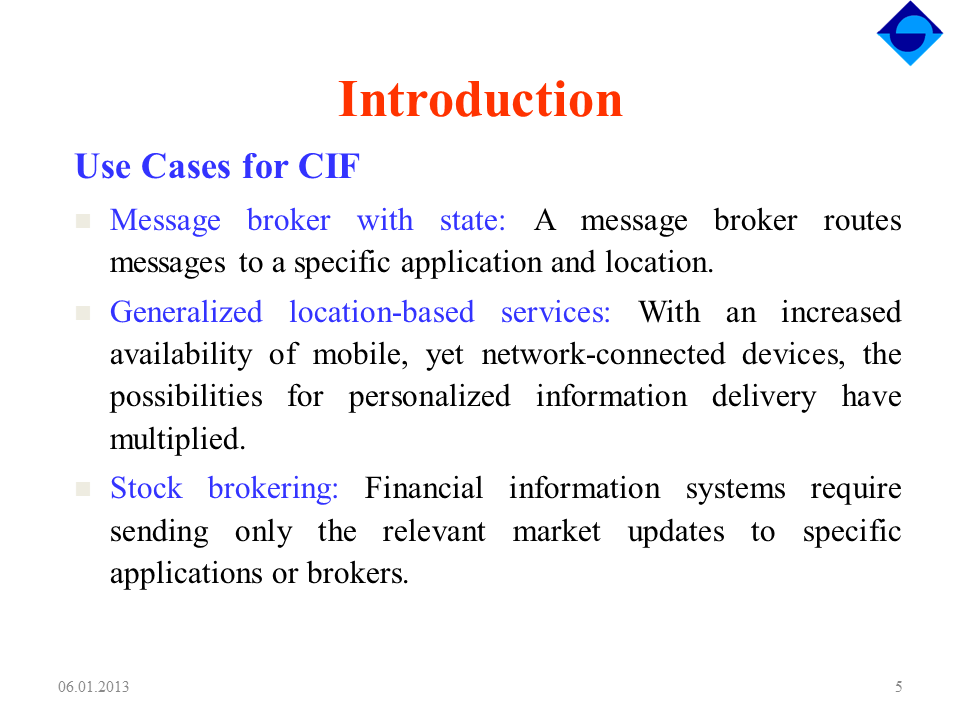 Introduction
Use Cases for CIF
Message broker with state: A message broker routes
messages to a specific application and location.
Generalized location-based services: With an increased
availability of mobile, yet network-connected devices, the
possibilities for personalized information delivery have
multiplied.
Stock brokering: Financial information systems require
sending only the relevant market updates to specific
applications or brokers.
06.01.2013
5